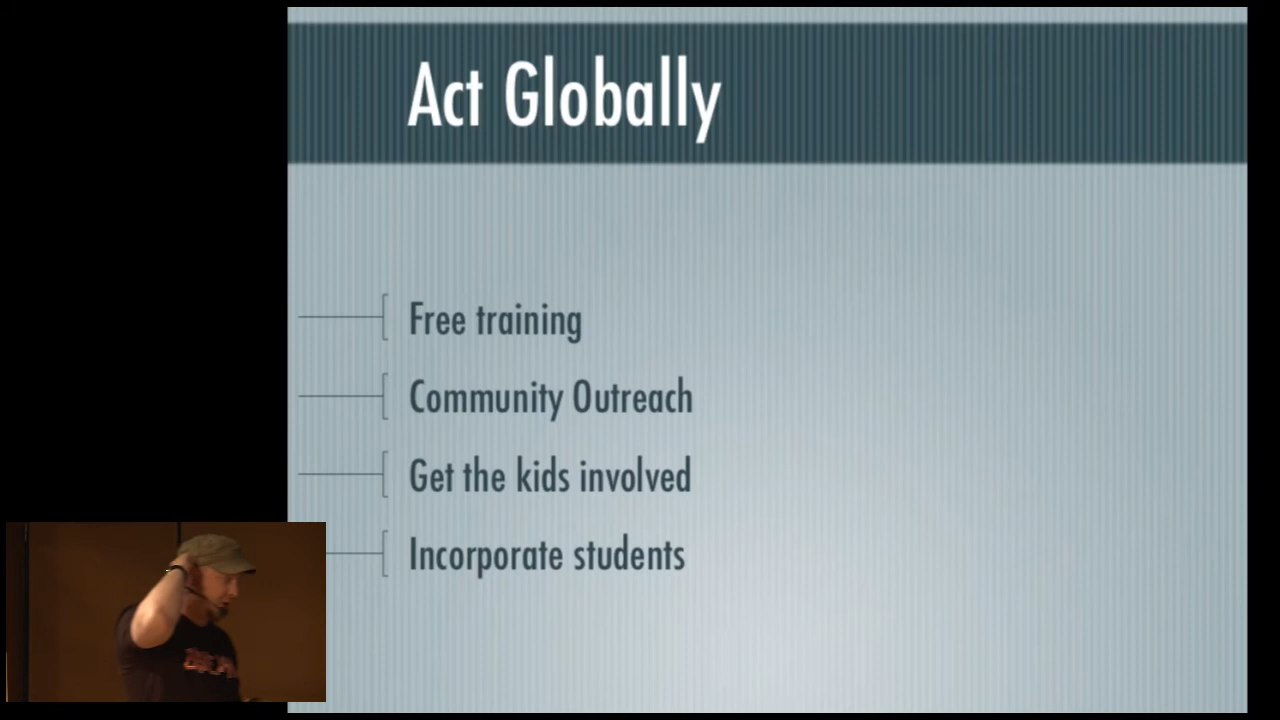 Act Globally
Free training
Community Outreach
Get the kids involved
Incorporate students